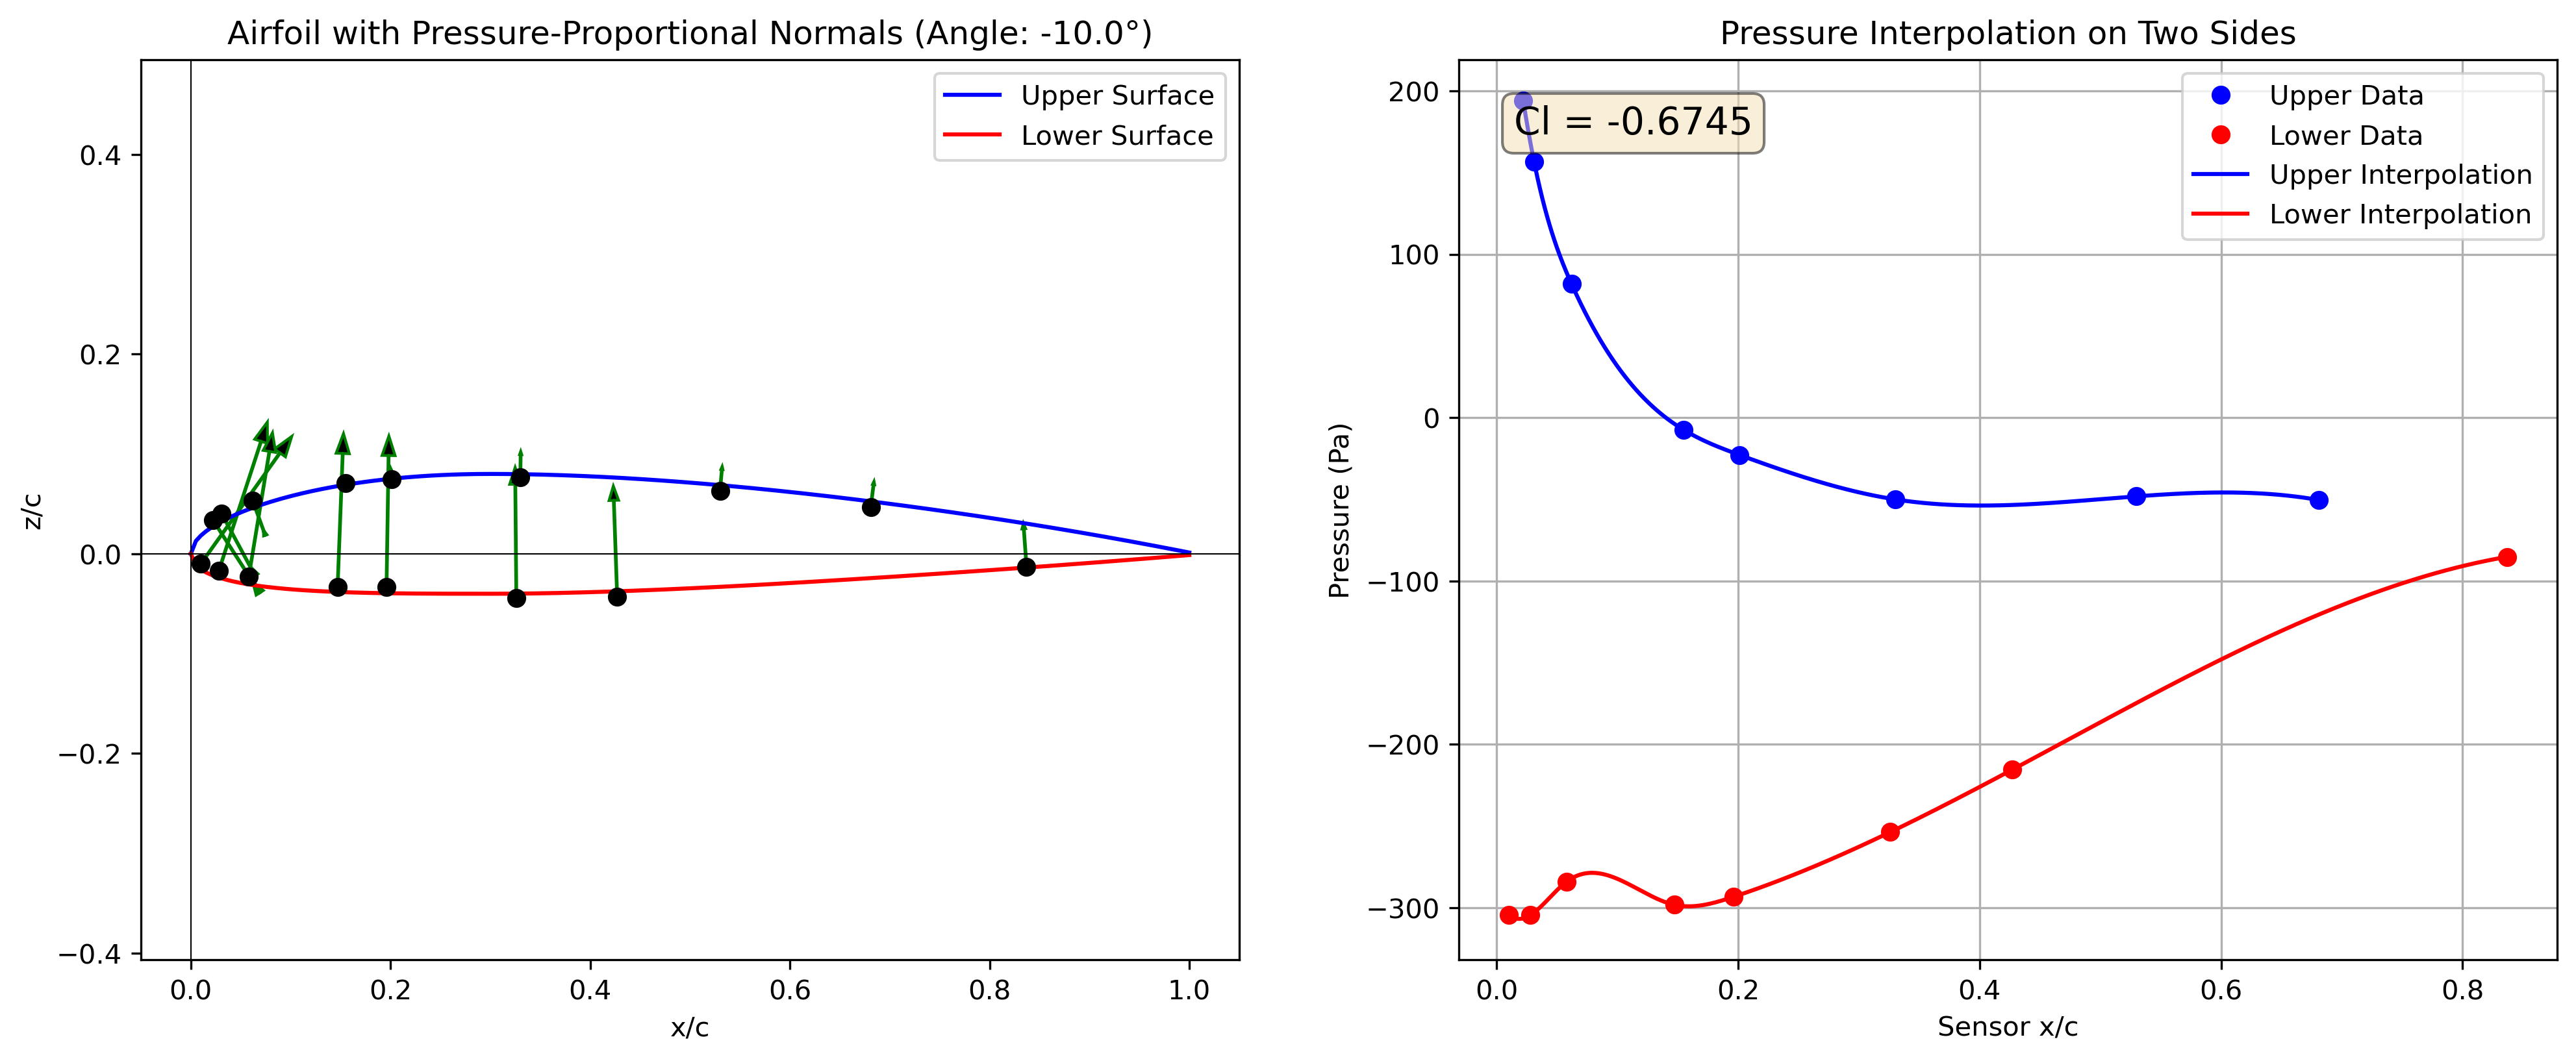 Airfoil with Pressure-Proportional Normals (Angle: -10.0°)
Upper Surface
Lower Surface
z/c
0.4
0.2
0.0
−0.2
−0.4
0.0 0.2 0.4 0.6 0.8 1.0
x/c
Pressure Interpolation on Two Sides
Cl = -0.6745
Upper Data
Lower Data
Upper Interpolation
Lower Interpolation
Pressure (Pa)
200
100
0
−100
−200
−300
0.0 0.2 0.4 0.6 0.8
Sensor x/c